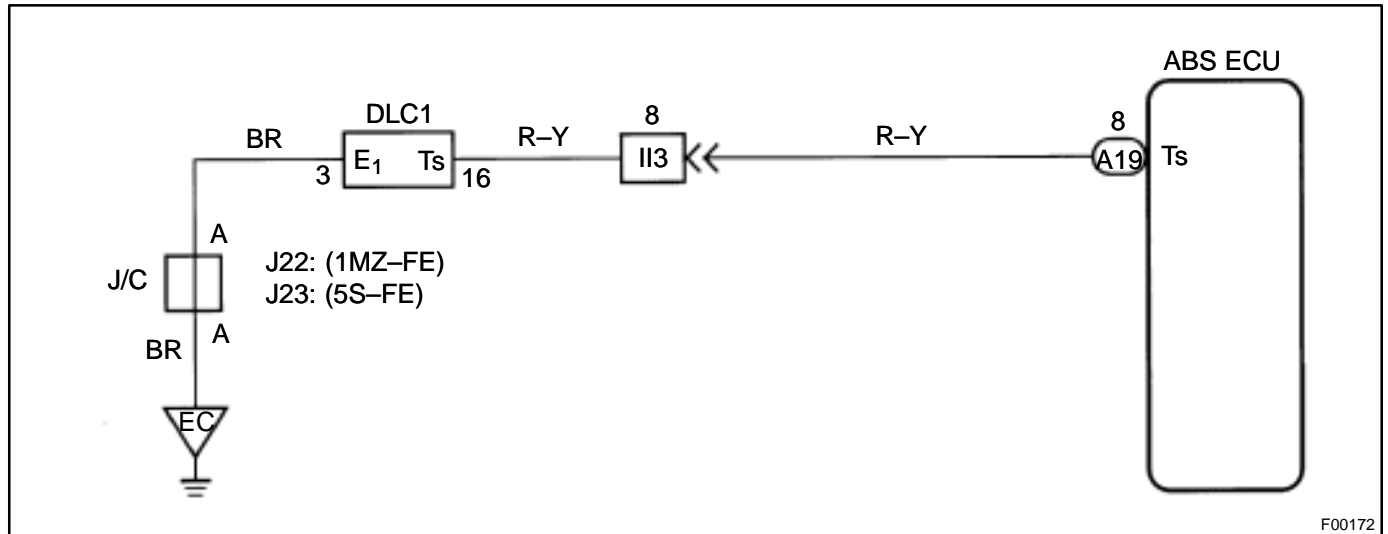 ABS ECU
DLC1
BR
R–Y
8
R–Y
8
E1
Ts
II3
A19
Ts
3
16
A
J/C
J22: (1MZ–FE)
J23: (5S–FE)
A
BR
EC
F00172